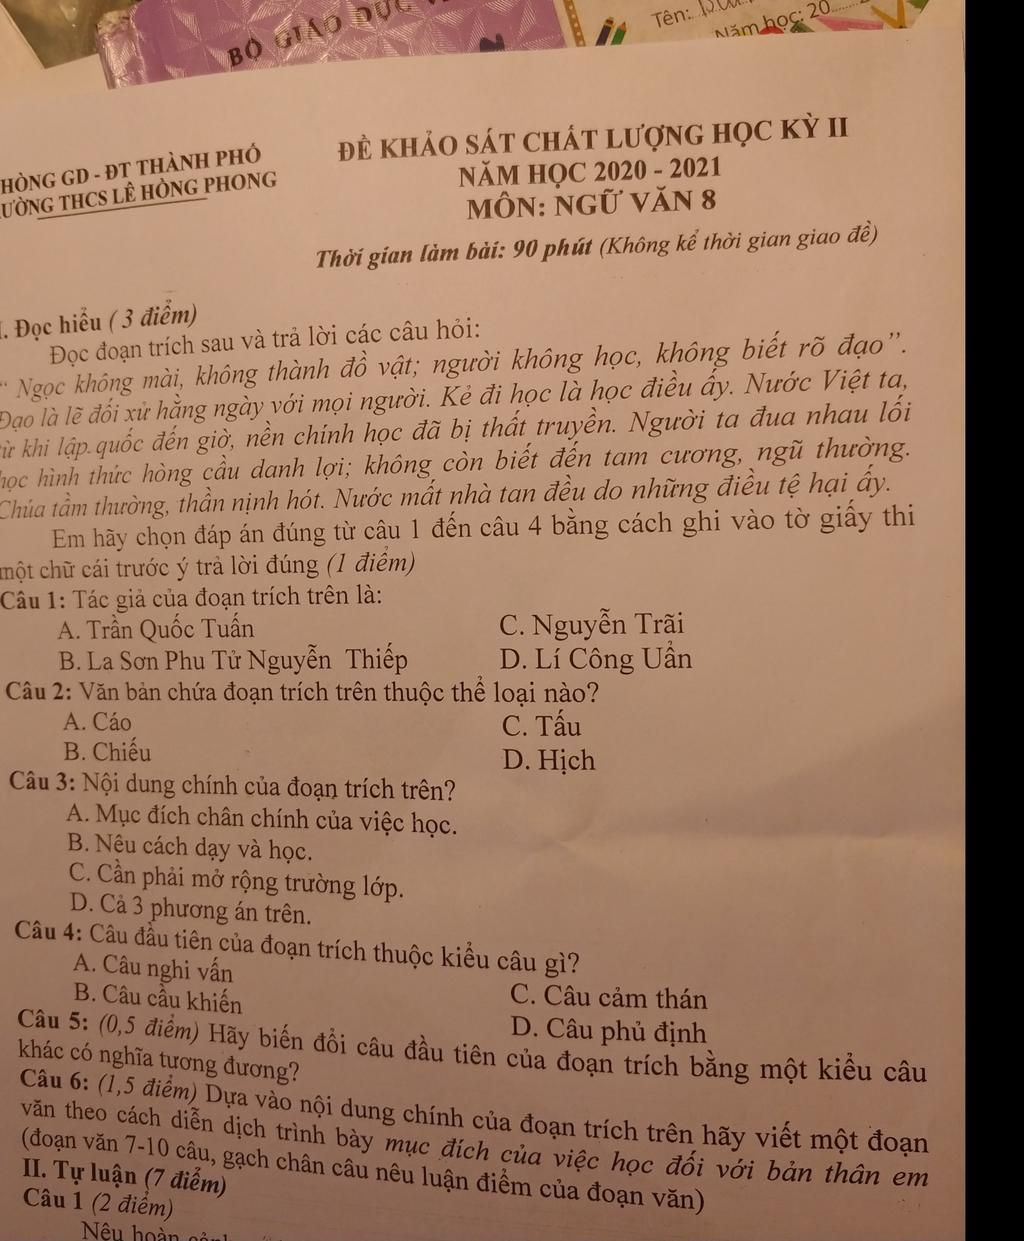 BỘ GIÁO DỤC
Tên:
Năm học: 20
HÒNG GD - ĐT THÀNH PHỐ
ƯỜNG THCS LÊ HỒNG PHONG
ĐỀ KHẢO SÁT CHẤT LƯỢNG HỌC KỲ II
NĂM HỌC 2020 - 2021
MÔN: NGỮ VĂN 8
Thời gian làm bài: 90 phút (Không kể thời gian giao đề)
I. Đọc hiểu ( 3 điểm)
Đọc đoạn trích sau và trả lời các câu hỏi:
“ Ngọc không mài, không thành đồ vật; người không học, không biết rõ đạo”.
Đạo là lẽ đối xử hằng ngày với mọi người. Kẻ đi học là học điều ấy. Nước Việt ta,
từ khi lập quốc đến giờ, nền chính học đã bị thất truyền. Người ta đua nhau lối
học hình thức hòng cầu danh lợi; không còn biết đến tam cương, ngũ thường.
Chúa tầm thường, thần nịnh hót. Nước mất nhà tan đều do những điều tệ hại ấy.
Em hãy chọn đáp án đúng từ câu 1 đến câu 4 bằng cách ghi vào tờ giấy thi
một chữ cái trước ý trả lời đúng (1 điểm)
Câu 1: Tác giả của đoạn trích trên là:
A. Trần Quốc Tuấn C. Nguyễn Trãi
B. La Sơn Phu Tử Nguyễn Thiếp D. Lí Công Uẩn
Câu 2: Văn bản chứa đoạn trích trên thuộc thể loại nào?
A. Cáo C. Tấu
B. Chiếu D. Hịch
Câu 3: Nội dung chính của đoạn trích trên?
A. Mục đích chân chính của việc học.
B. Nêu cách dạy và học.
C. Cần phải mở rộng trường lớp.
D. Cả 3 phương án trên.
Câu 4: Câu đầu tiên của đoạn trích thuộc kiểu câu gì?
A. Câu nghi vấn C. Câu cảm thán
B. Câu cầu khiến D. Câu phủ định
Câu 5: (0,5 điểm) Hãy biến đổi câu đầu tiên của đoạn trích bằng một kiểu câu
khác có nghĩa tương đương?
Câu 6: (1,5 điểm) Dựa vào nội dung chính của đoạn trích trên hãy viết một đoạn
văn theo cách diễn dịch trình bày mục đích của việc học đối với bản thân em
(đoạn văn 7-10 câu, gạch chân câu nêu luận điểm của đoạn văn)
II. Tự luận (7 điểm)
Câu 1 (2 điểm)
Nêu hoàn